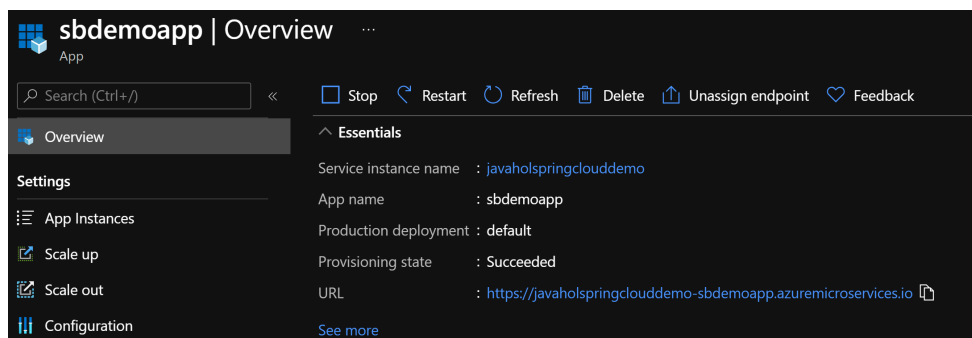 sbdemoapp | Overview ...
App
Search (Ctrl+/)
«
Overview
Settings
App Instances
Scale up
Scale out
Configuration
Stop Restart Refresh Delete Unassign endpoint Feedback
Essentials
Service instance name : javaholspringclouddemo
App name : sbdemoapp
Production deployment : default
Provisioning state : Succeeded
URL : https://javaholspringclouddemo-sbdemoapp.azuremicroservices.io
See more